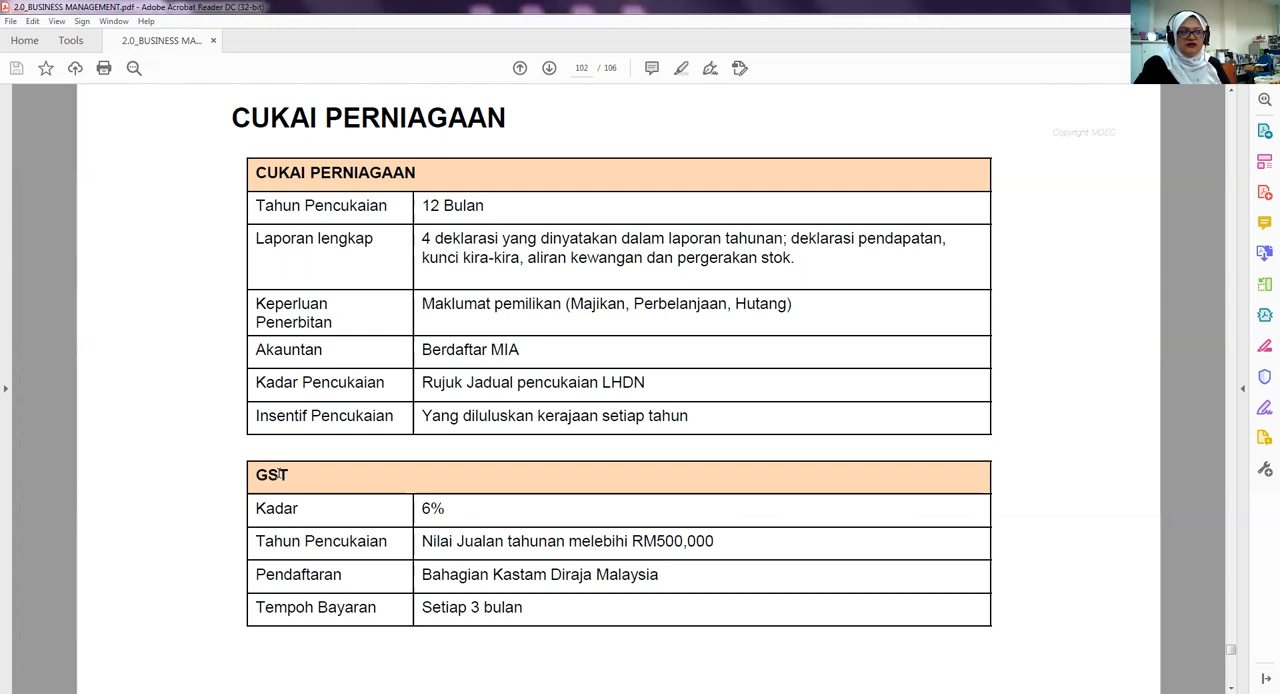 2.0_BUSINESS MANAGEMENT.pdf - Adobe Acrobat Reader DC (32-bit)
File Edit View Sign Window Help
Home Tools 2.0_BUSINESS MA... ×
102 / 106
CUKAI PERNIAGAAN
Copyright MDEC
CUKAI PERNIAGAAN
Tahun Pencukaian 12 Bulan
Laporan lengkap 4 deklarasi yang dinyatakan dalam laporan tahunan; deklarasi pendapatan,
kunci kira-kira, aliran kewangan dan pergerakan stok.
Keperluan Maklumat pemilikan (Majikan, Perbelanjaan, Hutang)
Penerbitan
Akauntan Berdaftar MIA
Kadar Pencukaian Rujuk Jadual pencukaian LHDN
Insentif Pencukaian Yang diluluskan kerajaan setiap tahun
GST
Kadar 6%
Tahun Pencukaian Nilai Jualan tahunan melebihi RM500,000
Pendaftaran Bahagian Kastam Diraja Malaysia
Tempoh Bayaran Setiap 3 bulan